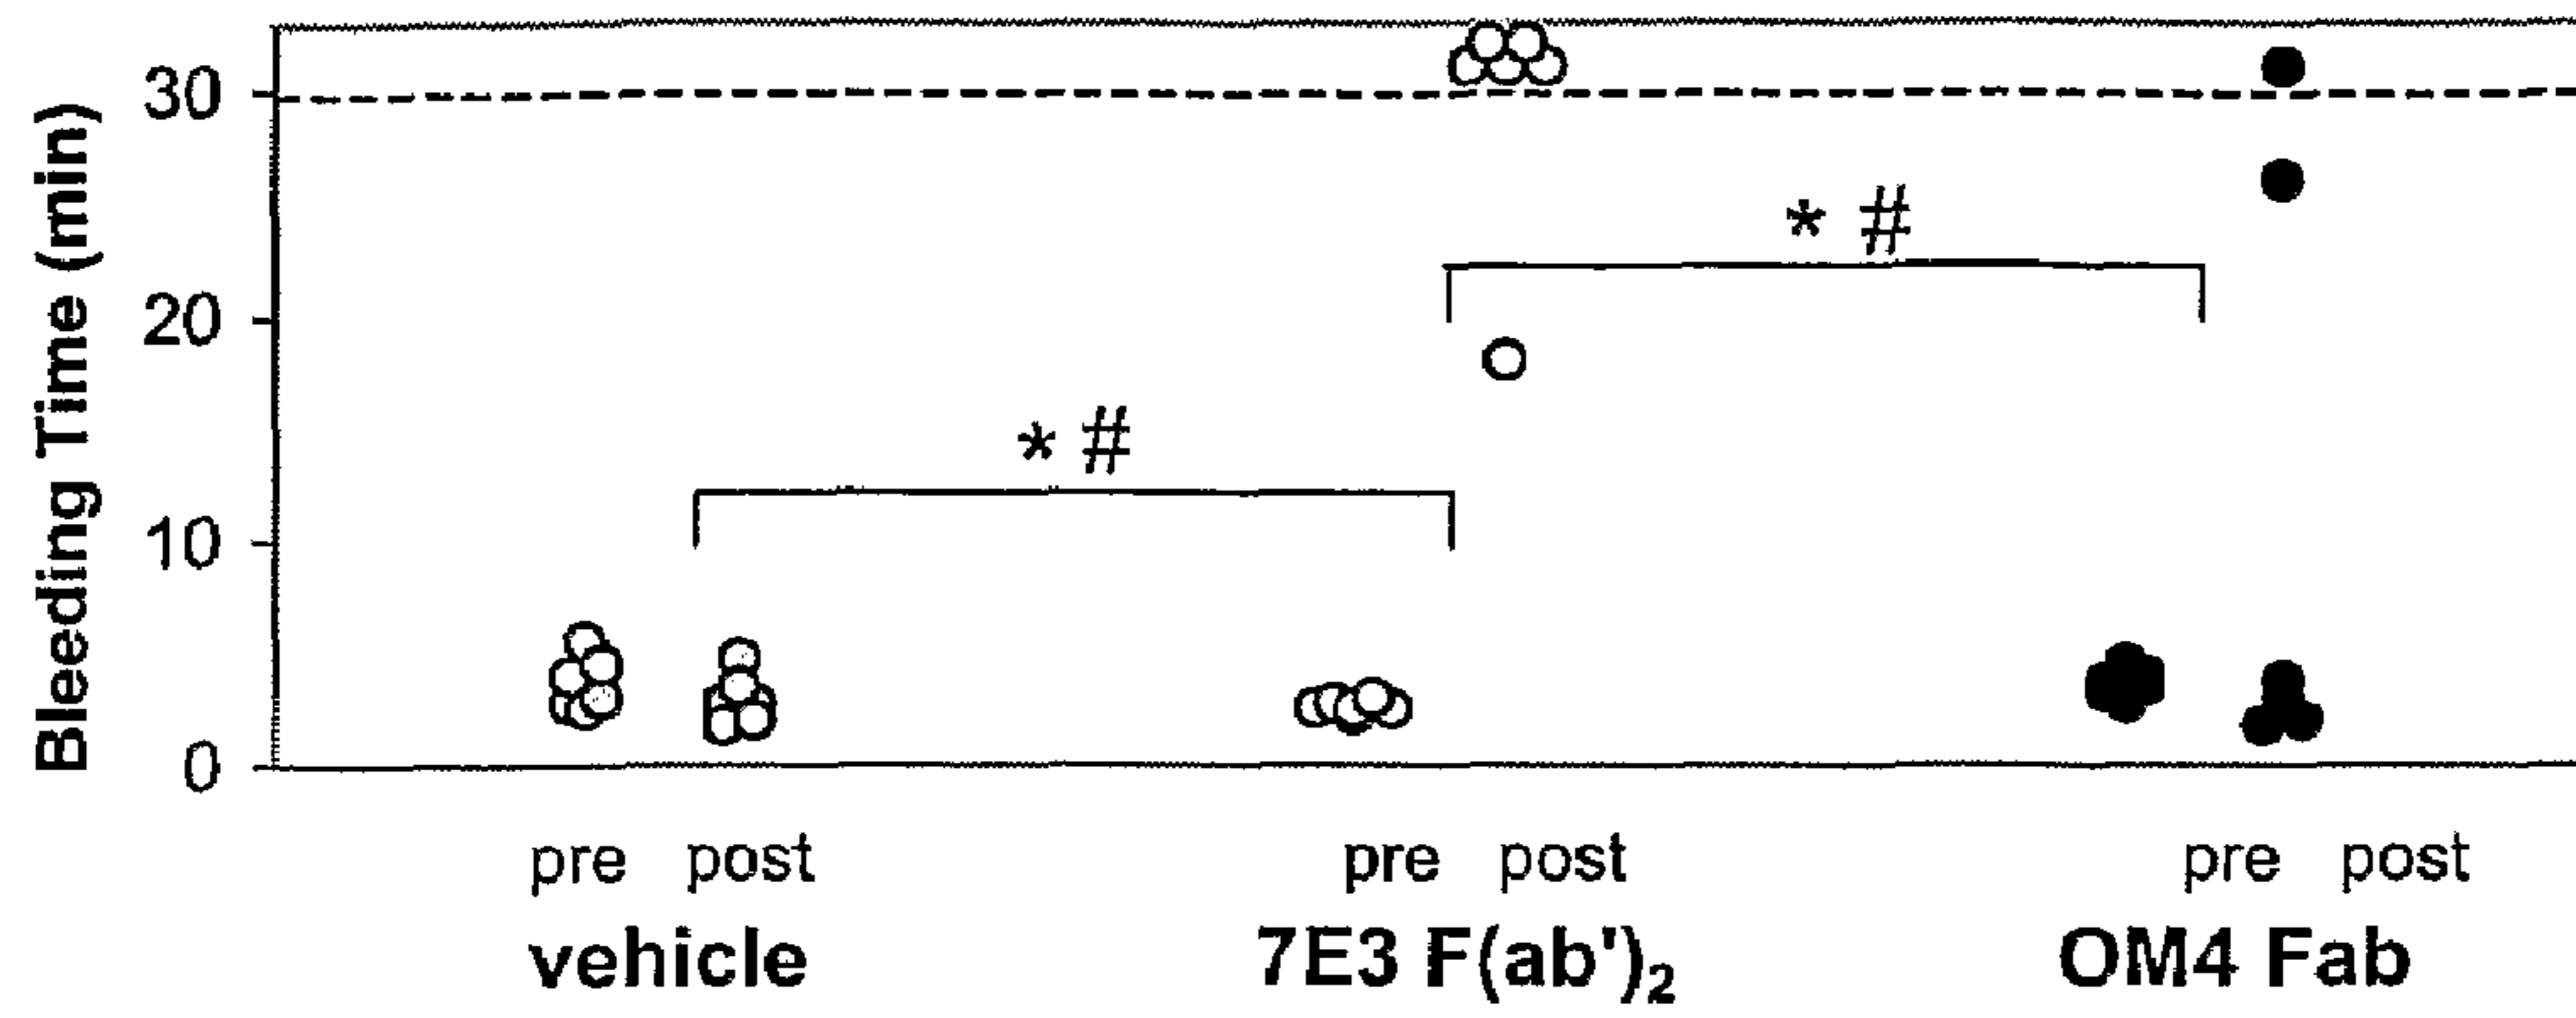 Bleeding Time (min)
30
* #
20
* #
10
0
pre post pre post pre post
vehicle 7E3 F(ab')₂ OM4 Fab